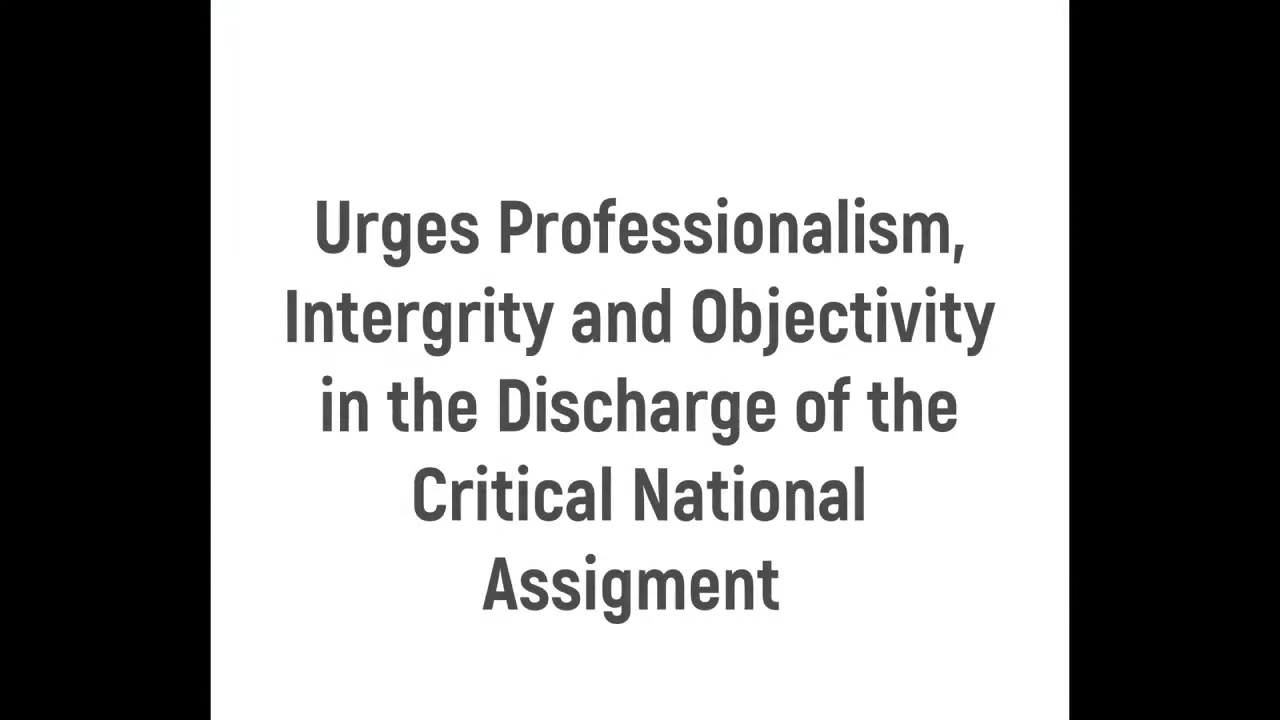 Urges Professionalism,
Intergrity and Objectivity
in the Discharge of the
Critical National
Assigment